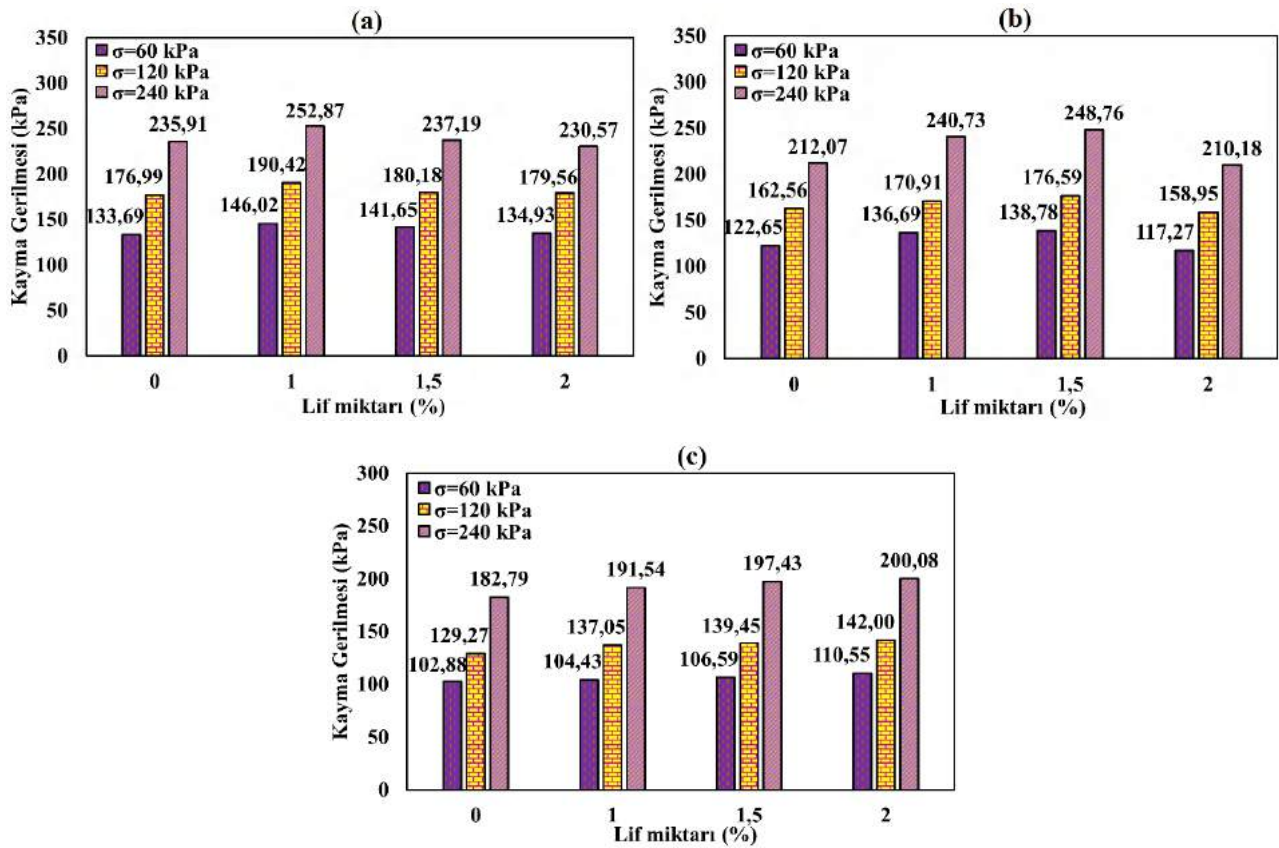 (a)
350
300
250
200
150
100
50
0
Kayma Gerilmesi (kPa)
σ=60 kPa
σ=120 kPa
σ=240 kPa
133,69
176,99
235,91
146,02
190,42
252,87
141,65
180,18
237,19
134,93
179,56
230,57
0 1 1,5 2
Lif miktarı (%)
(b)
350
300
250
200
150
100
50
0
Kayma Gerilmesi (kPa)
σ=60 kPa
σ=120 kPa
σ=240 kPa
122,65
162,56
212,07
136,69
170,91
240,73
138,78
176,59
248,76
117,27
158,95
210,18
0 1 1,5 2
Lif miktarı (%)
(c)
300
250
200
150
100
50
0
Kayma Gerilmesi (kPa)
σ=60 kPa
σ=120 kPa
σ=240 kPa
102,88
129,27
182,79
104,43
137,05
191,54
106,59
139,45
197,43
110,55
142,00
200,08
0 1 1,5 2
Lif miktarı (%)